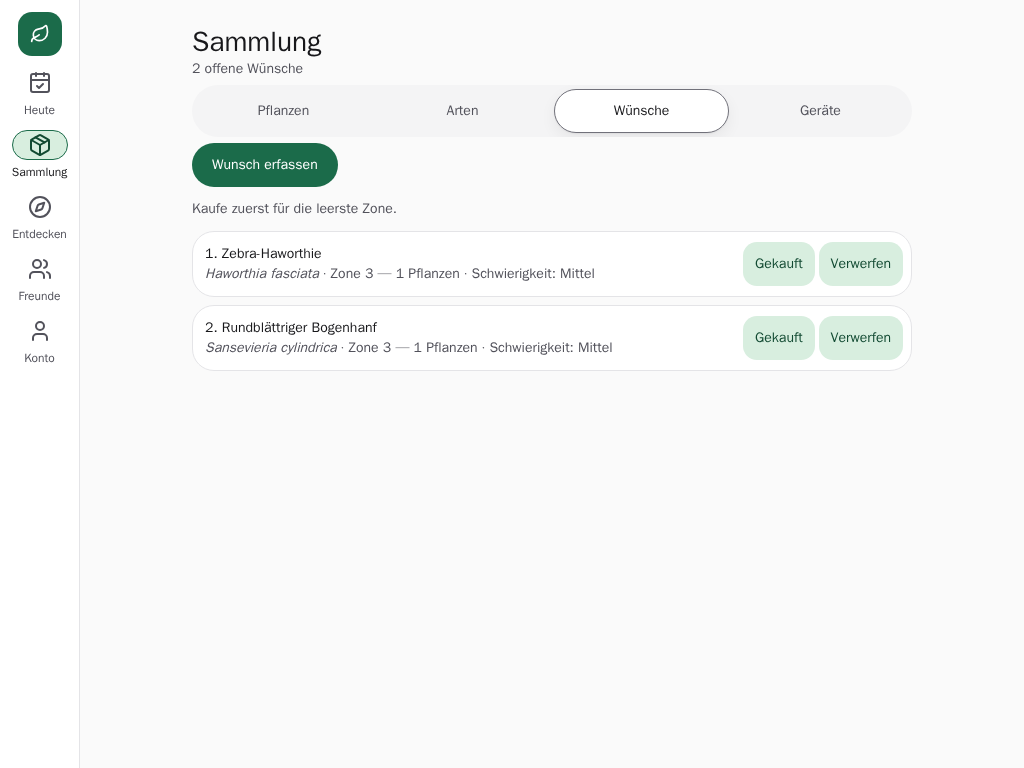 Heute
Sammlung
Entdecken
Freunde
Konto
Sammlung
2 offene Wünsche
Pflanzen
Arten
Wünsche
Geräte
Wunsch erfassen
Kaufe zuerst für die leerste Zone.
1. Zebra-Haworthie
Haworthia fasciata · Zone 3 — 1 Pflanzen · Schwierigkeit: Mittel
Gekauft
Verwerfen
2. Rundblättriger Bogenhanf
Sansevieria cylindrica · Zone 3 — 1 Pflanzen · Schwierigkeit: Mittel
Gekauft
Verwerfen